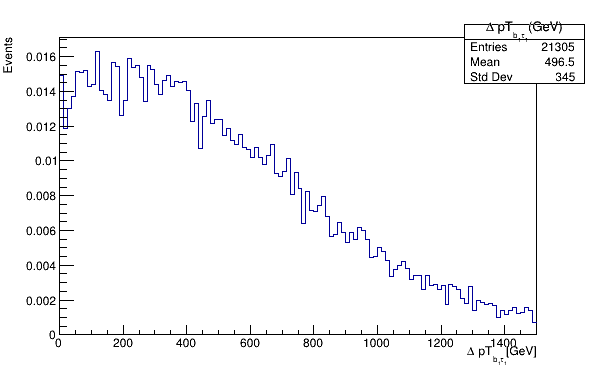 Δ pT_{b₁τ₁}(GeV)
Entries 21305
Mean 496.5
Std Dev 345
Events
0.016
0.014
0.012
0.01
0.008
0.006
0.004
0.002
0
0 200 400 600 800 1000 1200 1400
Δ pT_{b₁τ₁}[GeV]